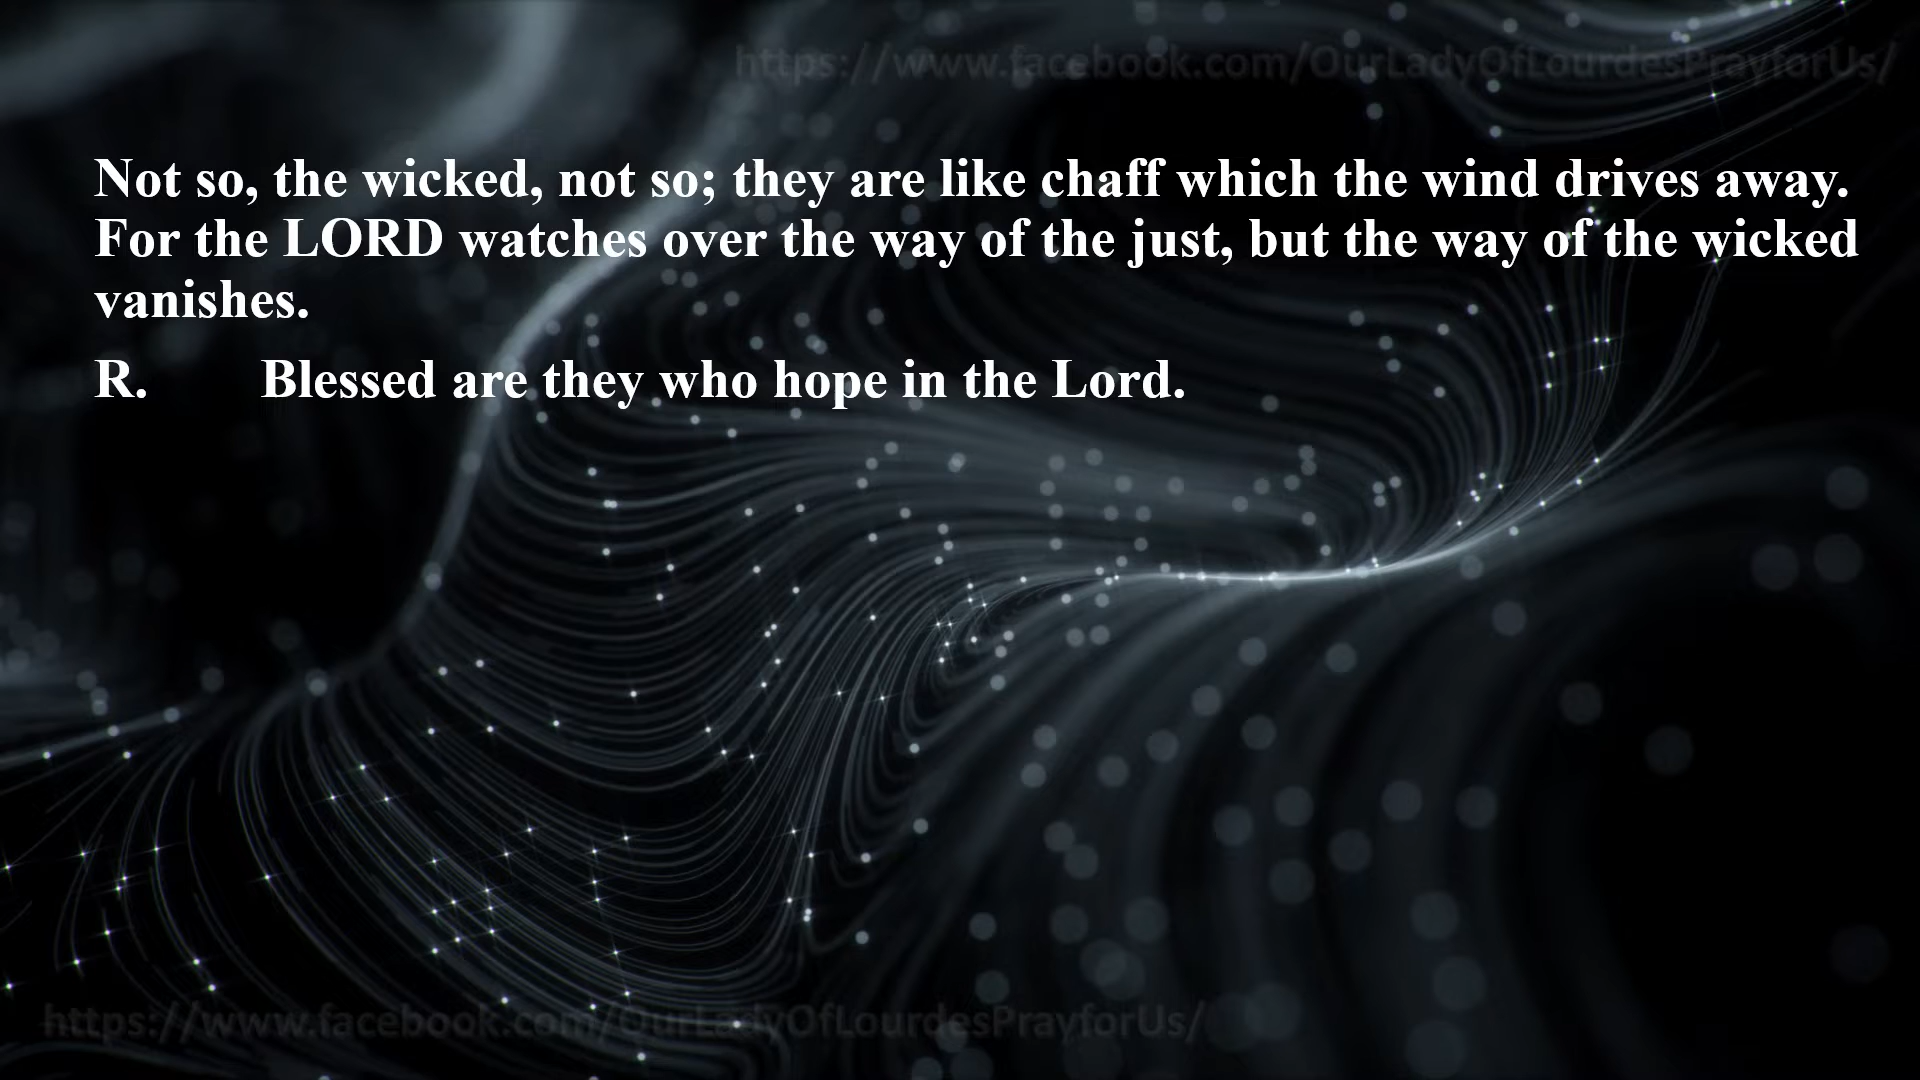 https://www.facebook.com/OurLadyOfLourdesPrayforUs/
Not so, the wicked, not so; they are like chaff which the wind drives away.
For the LORD watches over the way of the just, but the way of the wicked
vanishes.
R. Blessed are they who hope in the Lord.
https://www.facebook.com/OurLadyOfLourdesPrayforUs/